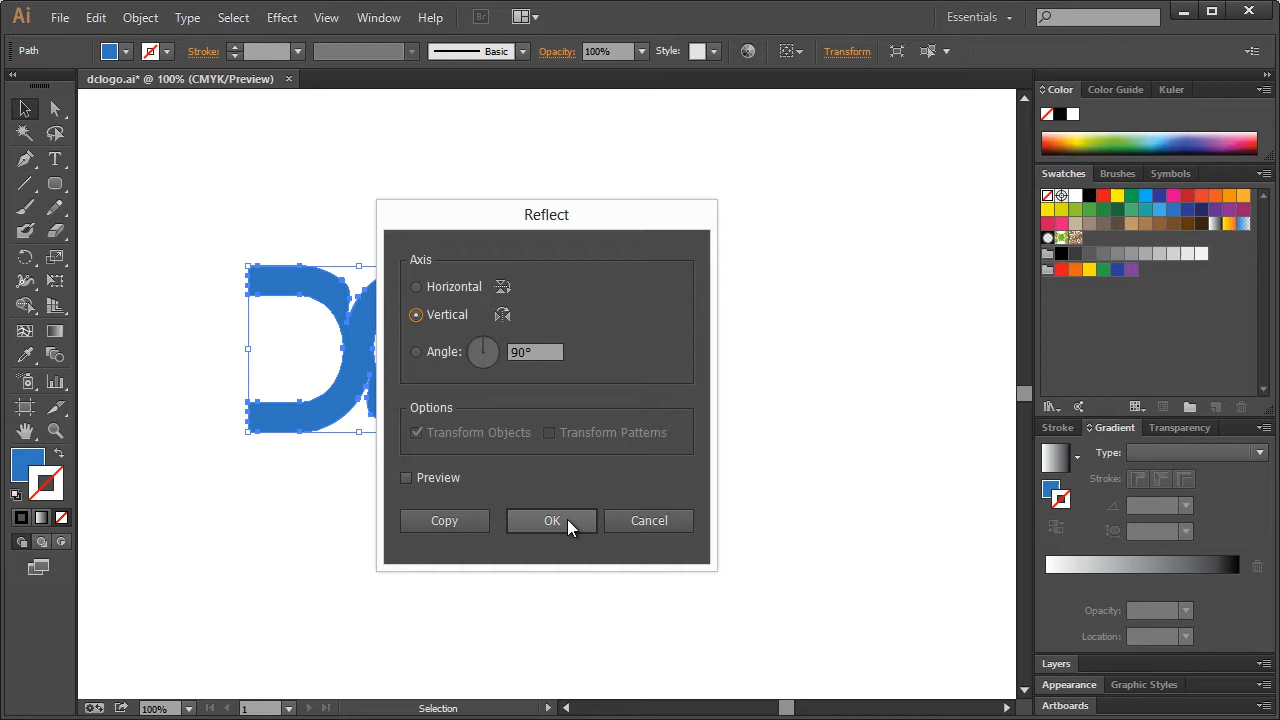 Ai File Edit Object Type Select Effect View Window Help Br Essentials
Path Stroke: Basic Opacity: 100% Style: Transform
dclogo.ai* @ 100% (CMYK/Preview)
Color Color Guide Kuler
Swatches Brushes Symbols
Reflect
Axis
Horizontal
Vertical
Angle: 90°
Options
Transform Objects Transform Patterns
Preview
Copy OK Cancel
Stroke Gradient Transparency
Type:
Stroke:
Opacity:
Location:
Layers
Appearance Graphic Styles
Artboards
100% 1 Selection
T